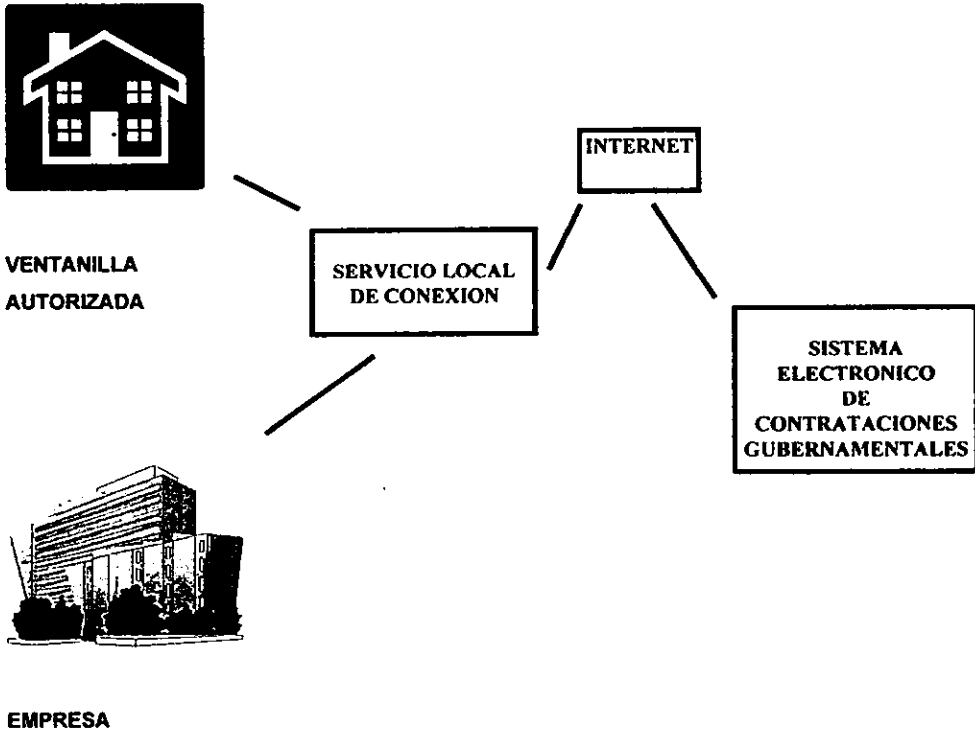 INTERNET
VENTANILLA
AUTORIZADA
SERVICIO LOCAL
DE CONEXION
SISTEMA
ELECTRONICO
DE
CONTRATACIONES
GUBERNAMENTALES
EMPRESA